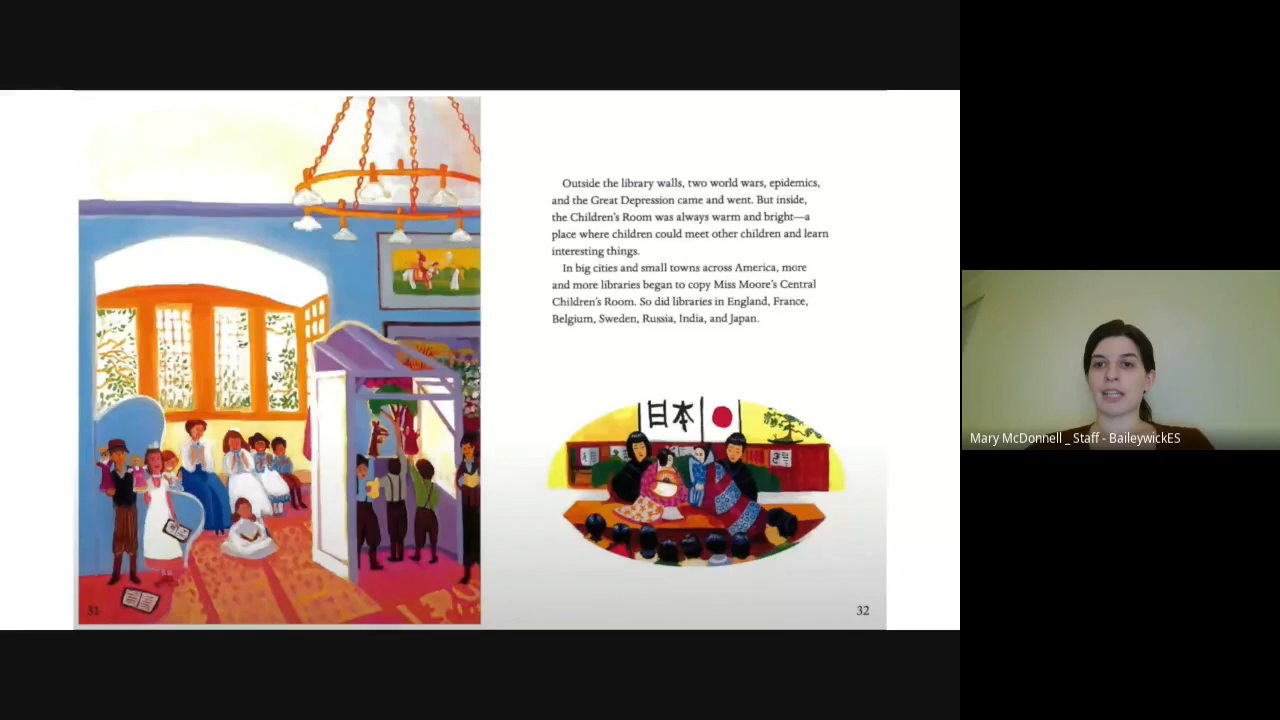 Outside the library walls, two world wars, epidemics,
and the Great Depression came and went. But inside,
the Children's Room was always warm and bright—a
place where children could meet other children and learn
interesting things.
In big cities and small towns across America, more
and more libraries began to copy Miss Moore's Central
Children's Room. So did libraries in England, France,
Belgium, Sweden, Russia, India, and Japan.
日本
31
32
Mary McDonnell _ Staff - BaileywickES